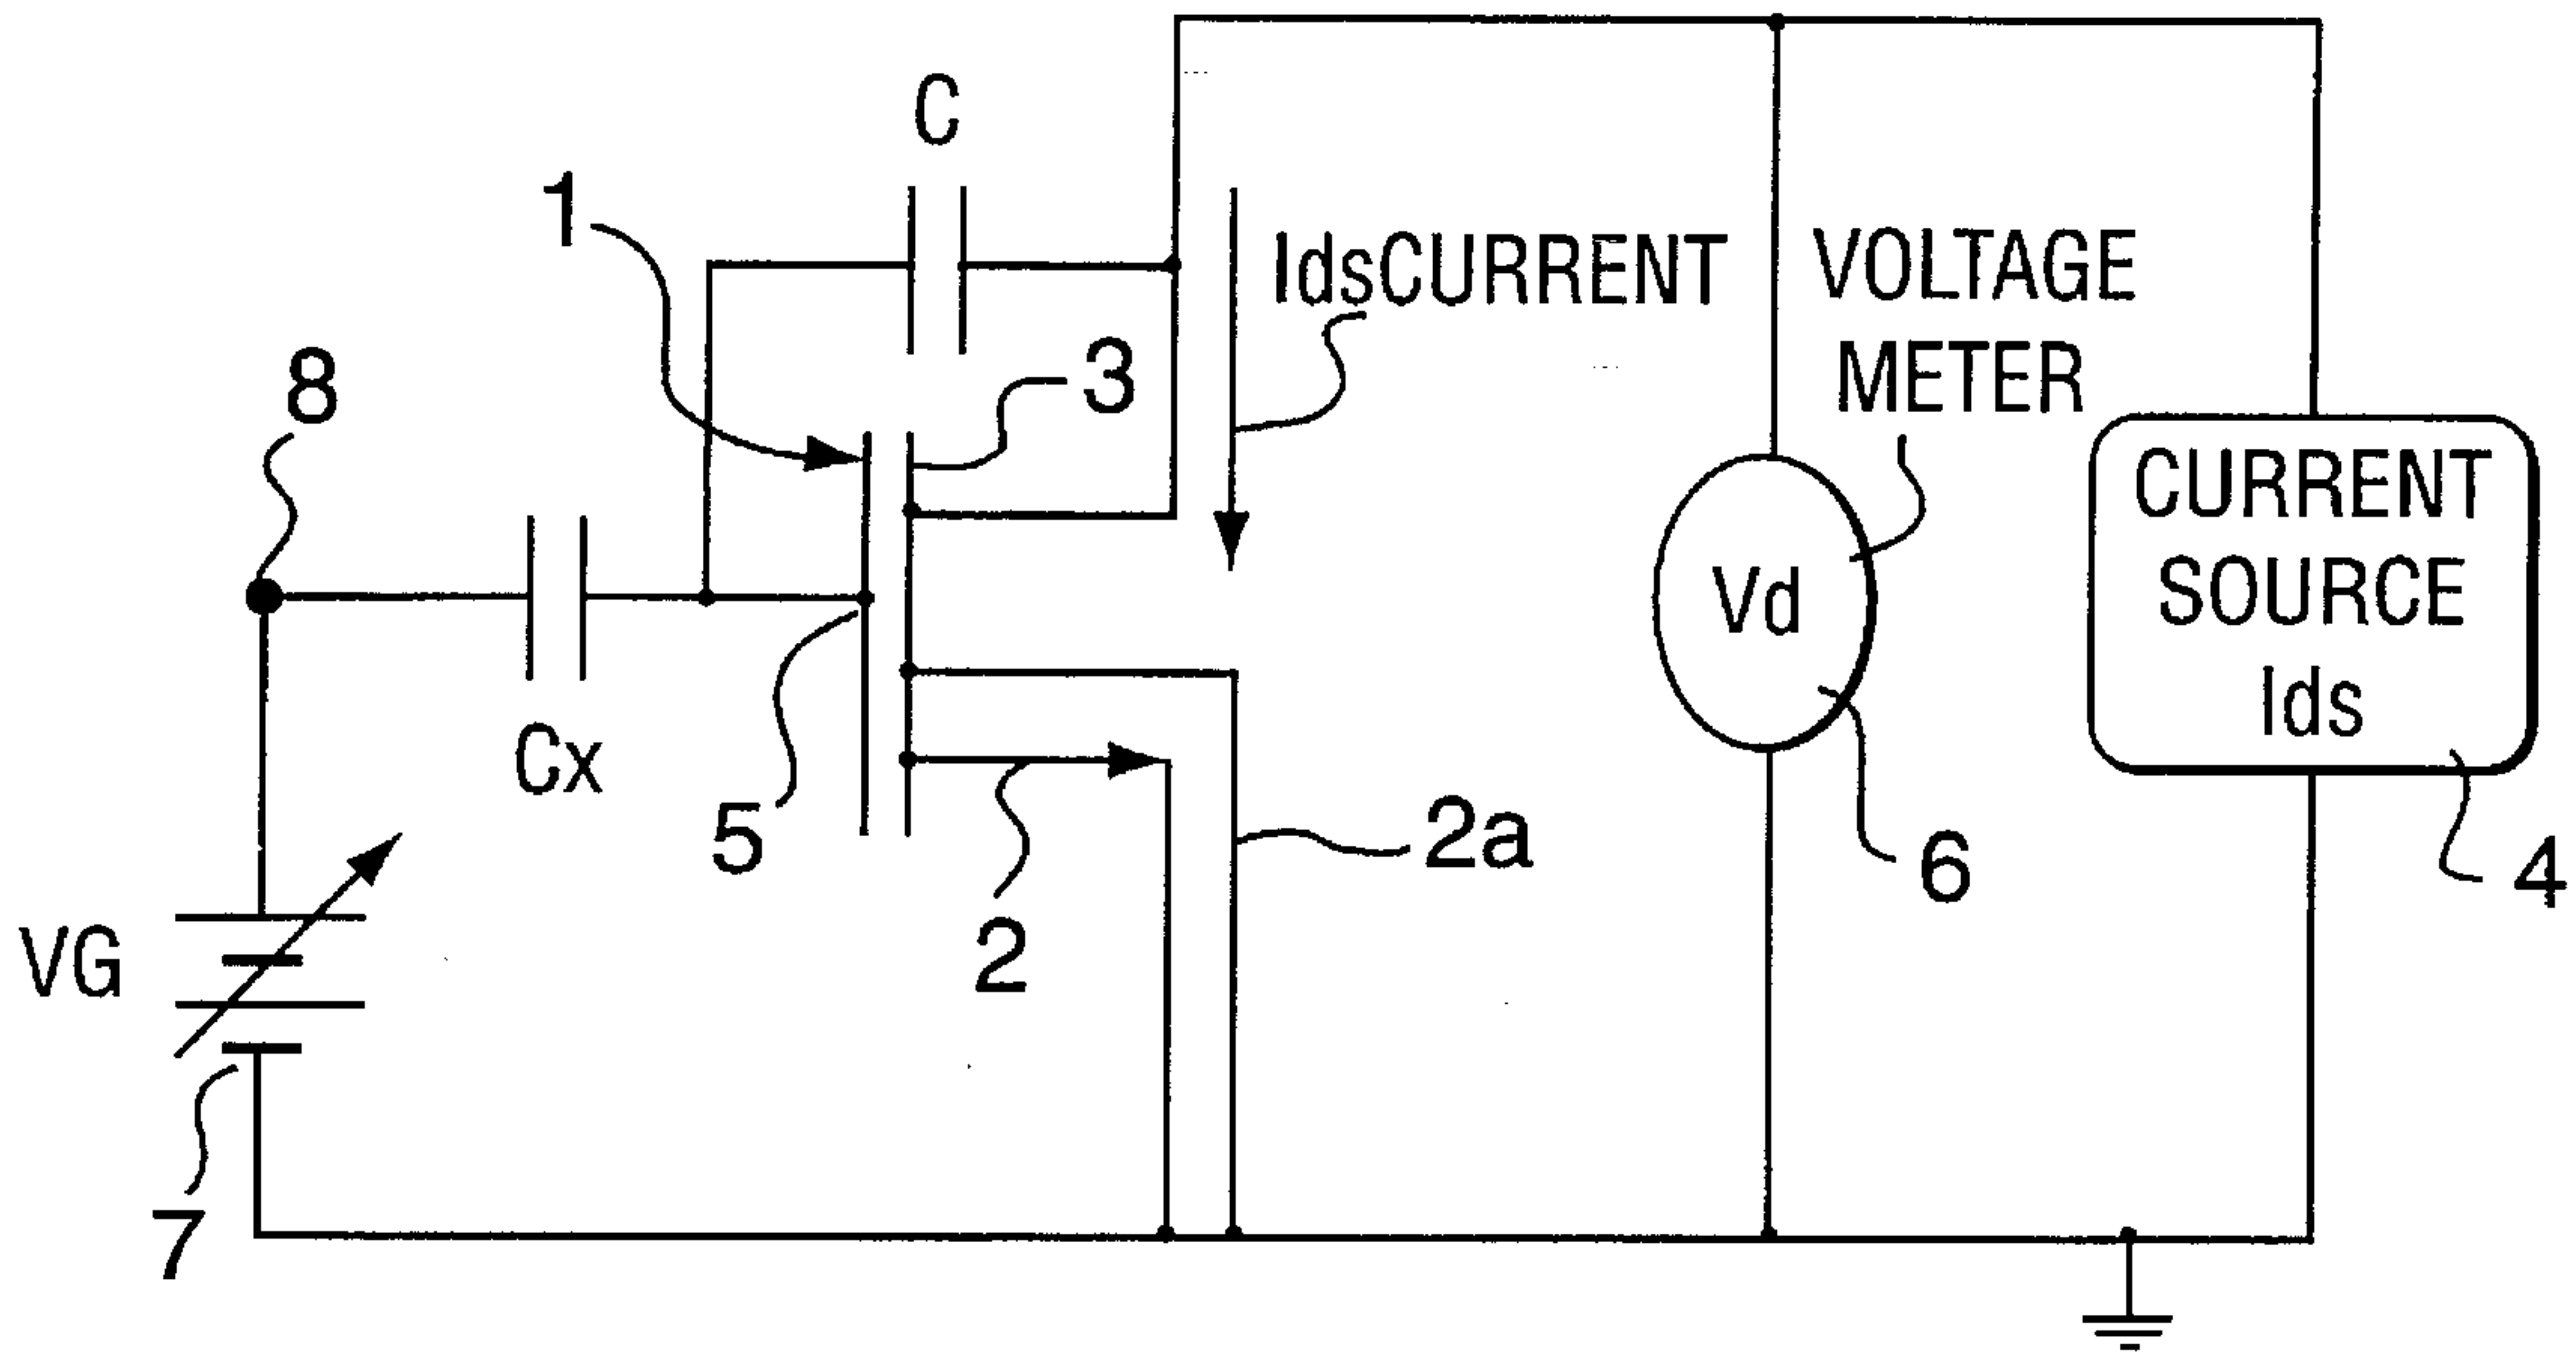 C
1
IdsCURRENT
VOLTAGE
METER
3
8
CURRENT
SOURCE
Ids
Vd
Cx
5
2a
6
4
2
VG
7